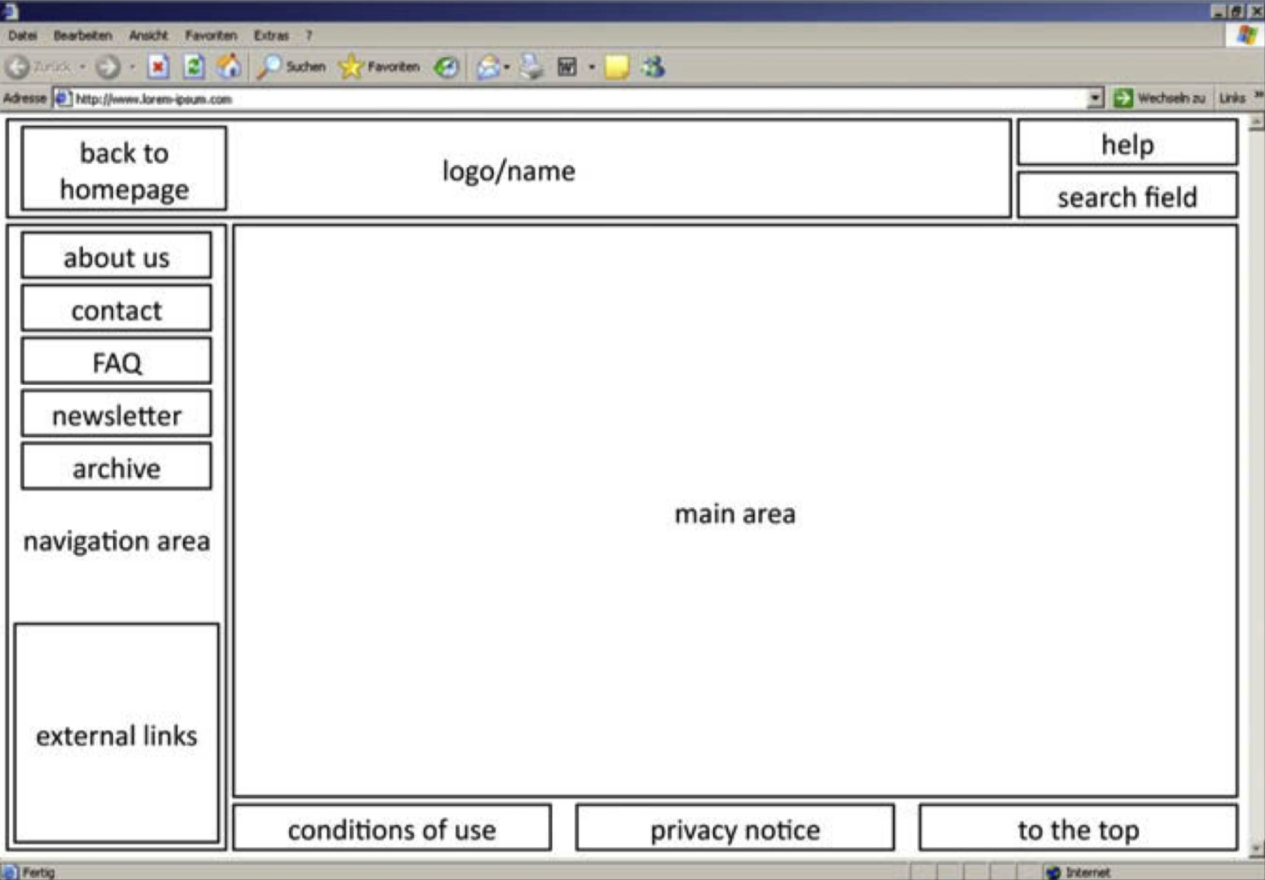 Datei Bearbeiten Ansicht Favoriten Extras ?
Zurück Suchen Favoriten
Adresse http://www.lorem-ipsum.com Wechseln zu Links »
back to
homepage
logo/name
help
search field
about us
contact
FAQ
newsletter
archive
navigation area
external links
main area
conditions of use
privacy notice
to the top
Fertig Internet